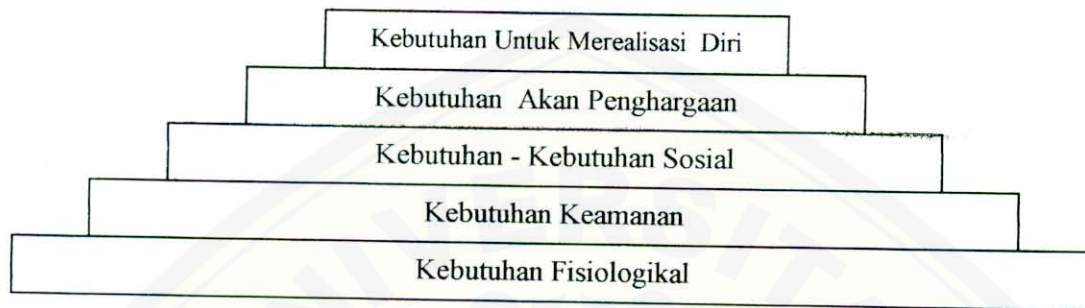 Kebutuhan Untuk Merealisasi Diri
Kebutuhan Akan Penghargaan
Kebutuhan - Kebutuhan Sosial
Kebutuhan Keamanan
Kebutuhan Fisiologikal